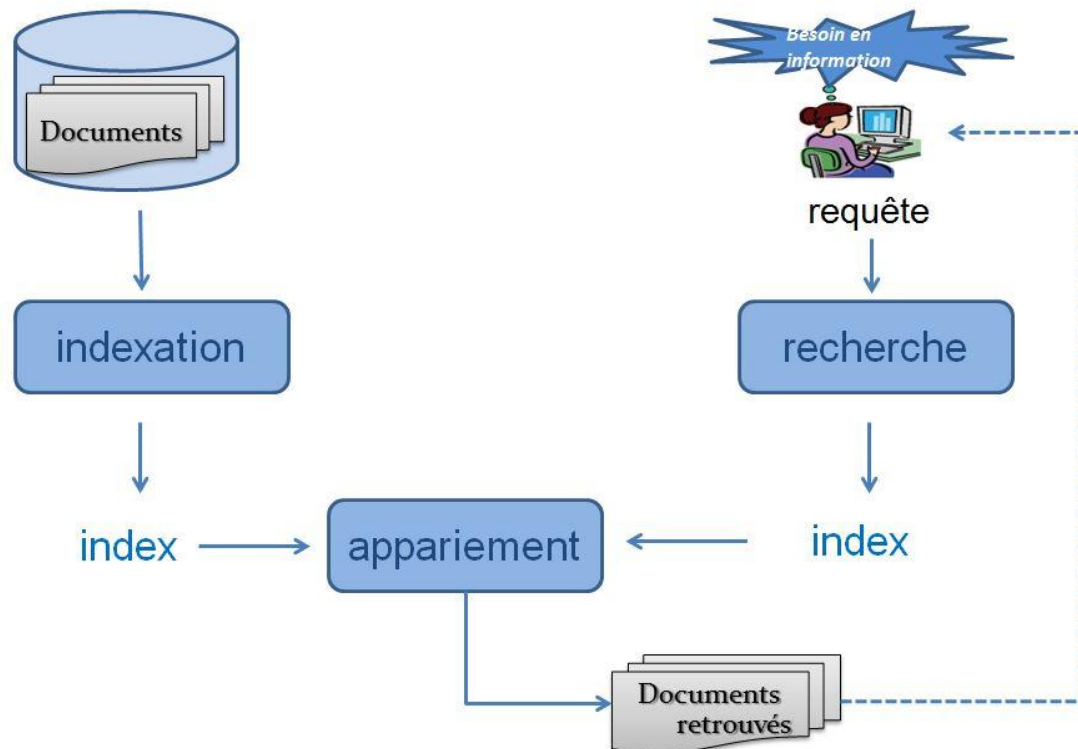 Besoin en
information
Documents
requête
indexation
recherche
index
appariement
index
Documents
retrouvés